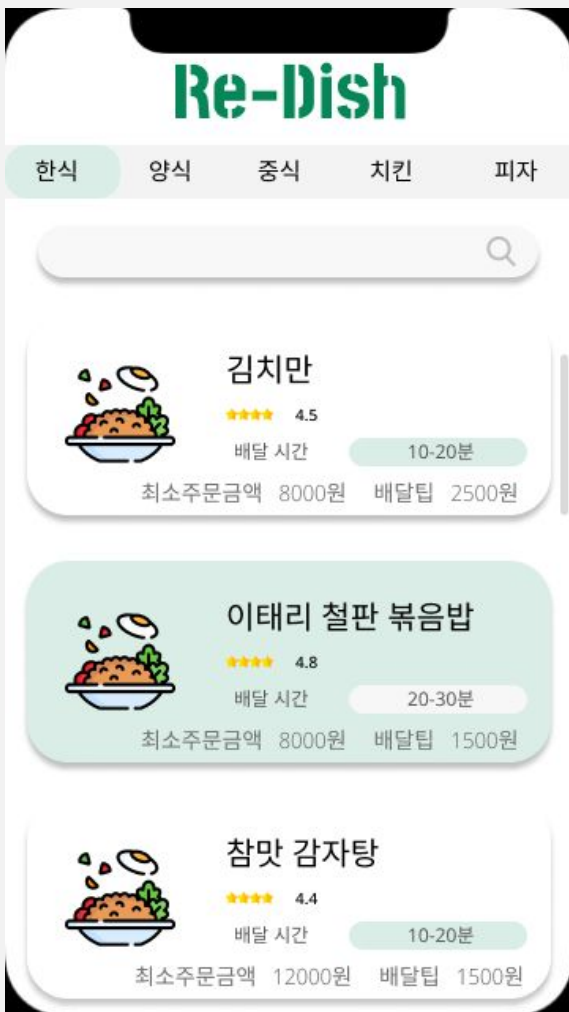 Re-Dish
한식 양식 중식 치킨 피자
김치만
4.5
배달 시간 10-20분
최소주문금액 8000원 배달팁 2500원
이태리 철판 볶음밥
4.8
배달 시간 20-30분
최소주문금액 8000원 배달팁 1500원
참맛 감자탕
4.4
배달 시간 10-20분
최소주문금액 12000원 배달팁 1500원